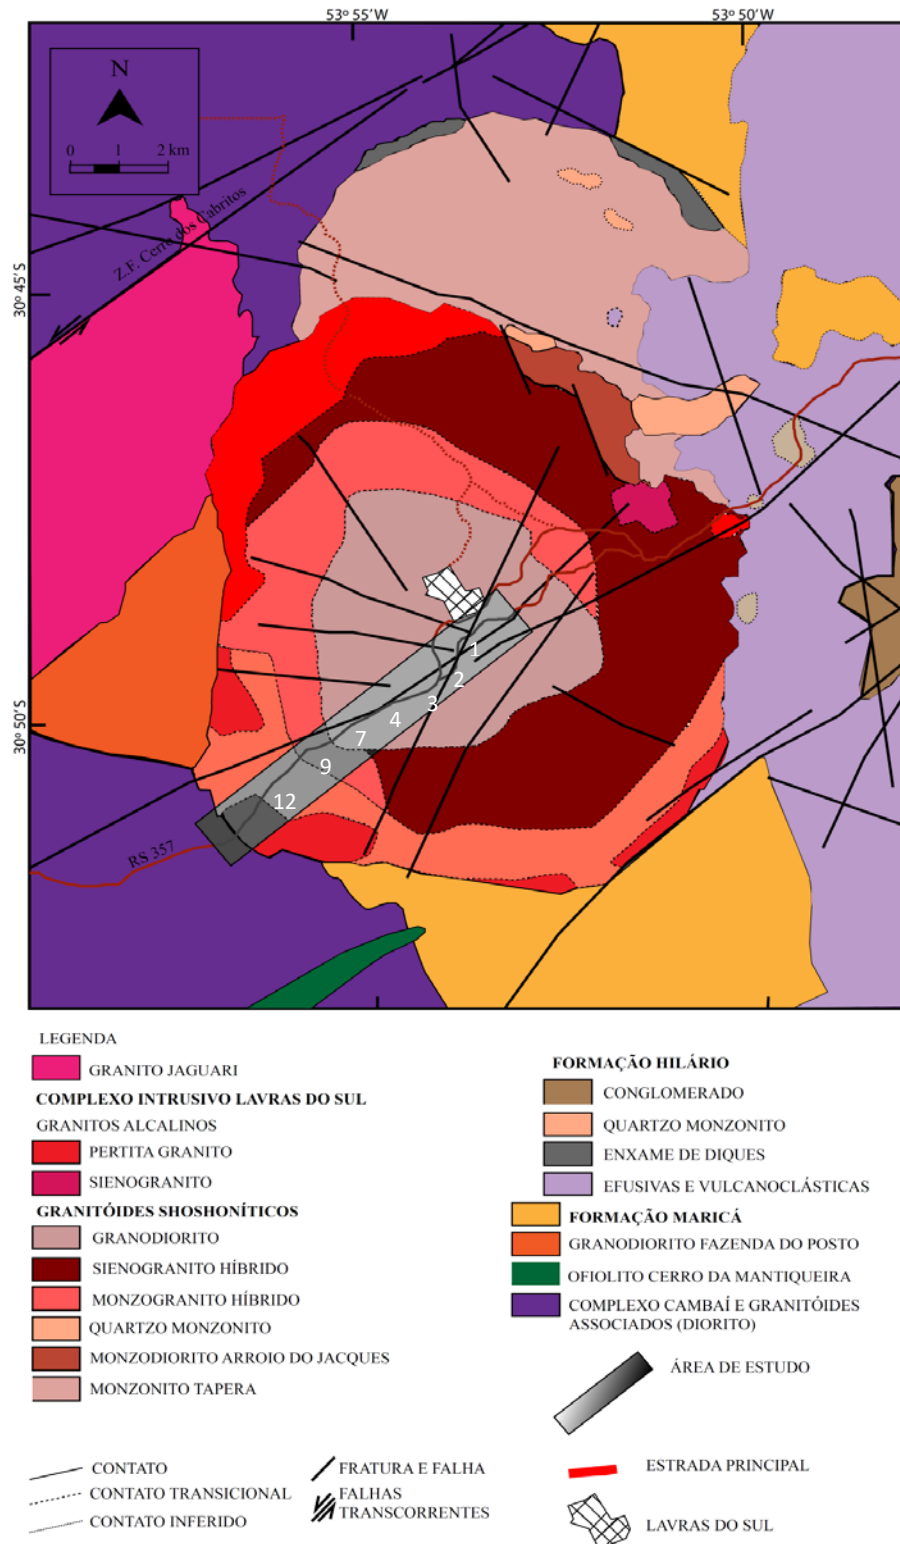 53º 55'W
53º 50'W
N
0 1 2 km
Z.F. Cerro dos Cabritos
30º 45'S
1
2
3
4
30º 50'S
7
9
12
RS 357
LEGENDA
GRANITO JAGUARI
COMPLEXO INTRUSIVO LAVRAS DO SUL
GRANITOS ALCALINOS
PERTITA GRANITO
SIENOGRANITO
GRANITÓIDES SHOSHONÍTICOS
GRANODIORITO
SIENOGRANITO HÍBRIDO
MONZOGRANITO HÍBRIDO
QUARTZO MONZONITO
MONZODIORITO ARROIO DO JACQUES
MONZONITO TAPERA
FORMAÇÃO HILÁRIO
CONGLOMERADO
QUARTZO MONZONITO
ENXAME DE DIQUES
EFUSIVAS E VULCANOCLÁSTICAS
FORMAÇÃO MARICÁ
GRANODIORITO FAZENDA DO POSTO
OFIOLITO CERRO DA MANTIQUEIRA
COMPLEXO CAMBAÍ E GRANITÓIDES
ASSOCIADOS (DIORITO)
ÁREA DE ESTUDO
CONTATO
CONTATO TRANSICIONAL
CONTATO INFERIDO
FRATURA E FALHA
FALHAS
TRANSCORRENTES
ESTRADA PRINCIPAL
LAVRAS DO SUL